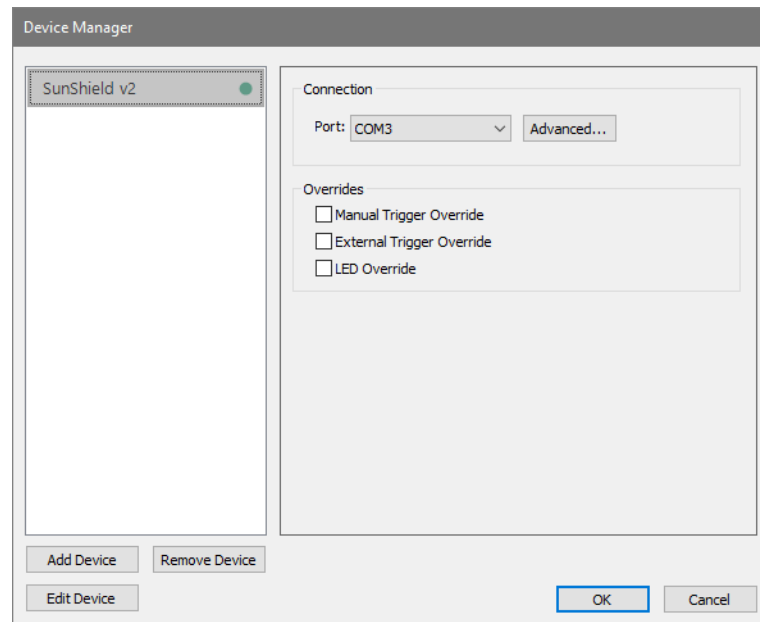 Device Manager
SunShield v2
Connection
Port: COM3 Advanced...
Overrides
Manual Trigger Override
External Trigger Override
LED Override
Add Device Remove Device
Edit Device OK Cancel